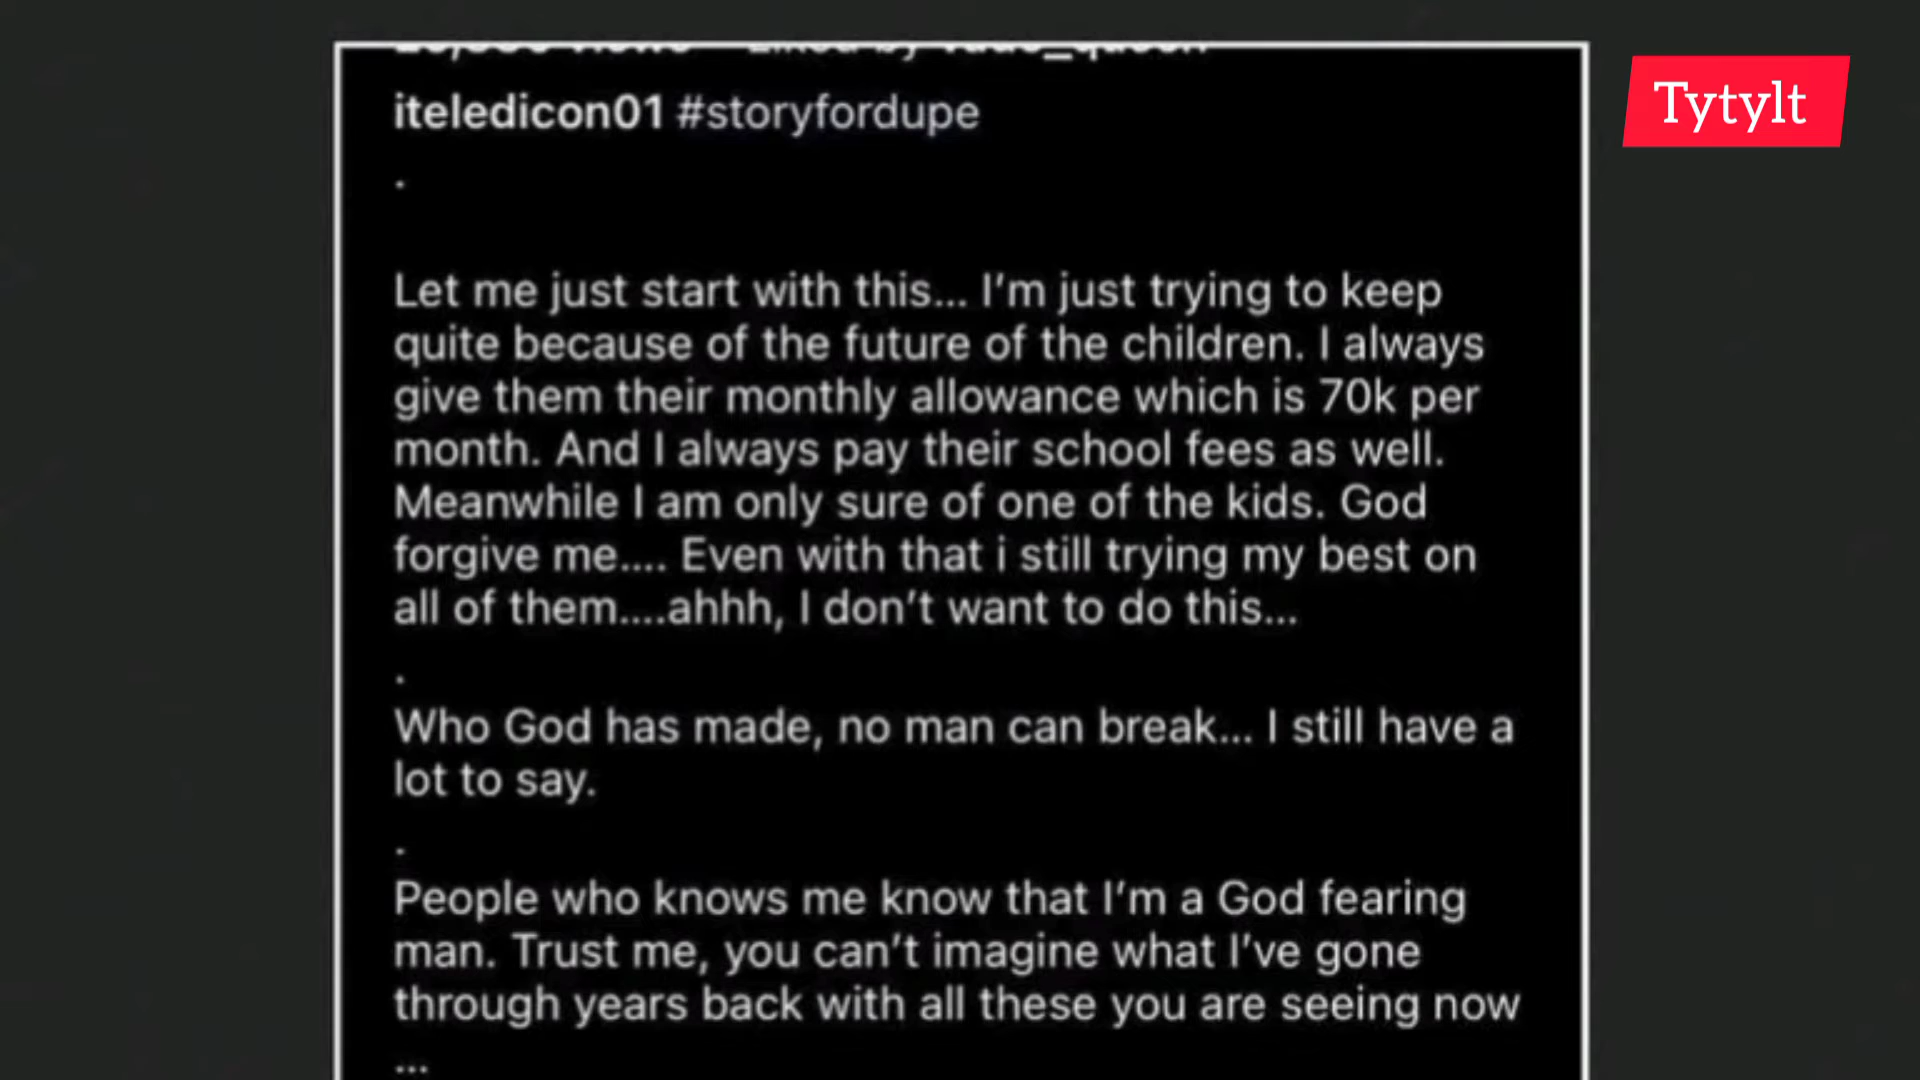 iteledicon01 #storyfordupe
.
Let me just start with this... I'm just trying to keep
quite because of the future of the children. I always
give them their monthly allowance which is 70k per
month. And I always pay their school fees as well.
Meanwhile I am only sure of one of the kids. God
forgive me.... Even with that i still trying my best on
all of them....ahhh, I don't want to do this...
.
Who God has made, no man can break... I still have a
lot to say.
.
People who knows me know that I'm a God fearing
man. Trust me, you can't imagine what I've gone
through years back with all these you are seeing now
...
Tytylt